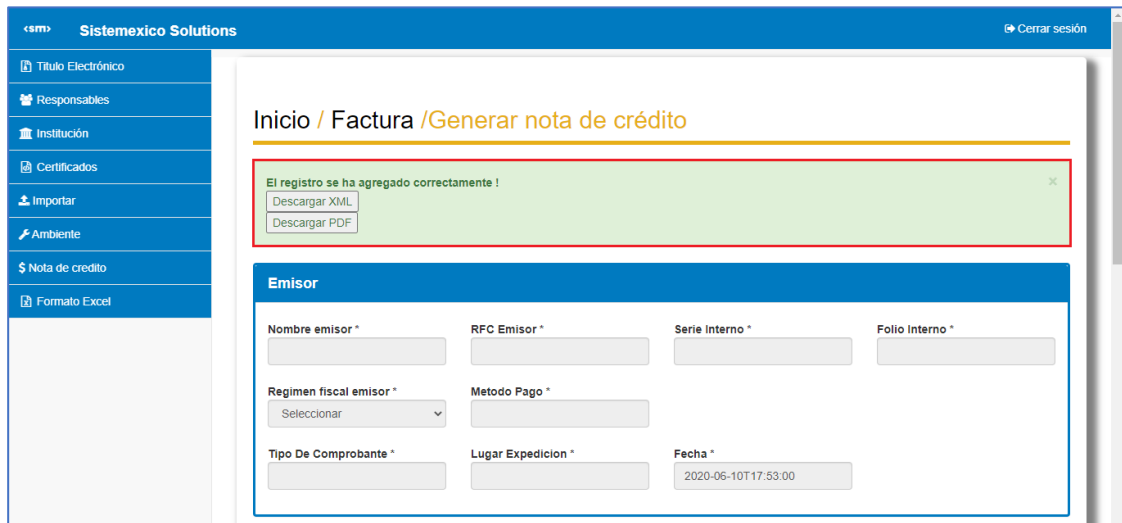 <sm> Sistemexico Solutions
Cerrar sesión
Titulo Electrónico
Responsables
Institución
Certificados
Importar
Ambiente
$ Nota de credito
Formato Excel
Inicio / Factura /Generar nota de crédito
El registro se ha agregado correctamente !
×
Descargar XML
Descargar PDF
Emisor
Nombre emisor * RFC Emisor * Serie Interno * Folio Interno *
Regimen fiscal emisor * Metodo Pago *
Seleccionar
Tipo De Comprobante * Lugar Expedicion * Fecha *
2020-06-10T17:53:00